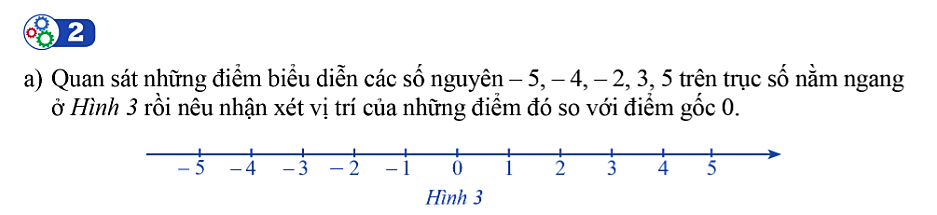 2
a) Quan sát những điểm biểu diễn các số nguyên – 5, – 4, – 2, 3, 5 trên trục số nằm ngang
ở Hình 3 rồi nêu nhận xét vị trí của những điểm đó so với điểm gốc 0.
– 5 – 4 – 3 – 2 – 1 0 1 2 3 4 5
Hình 3